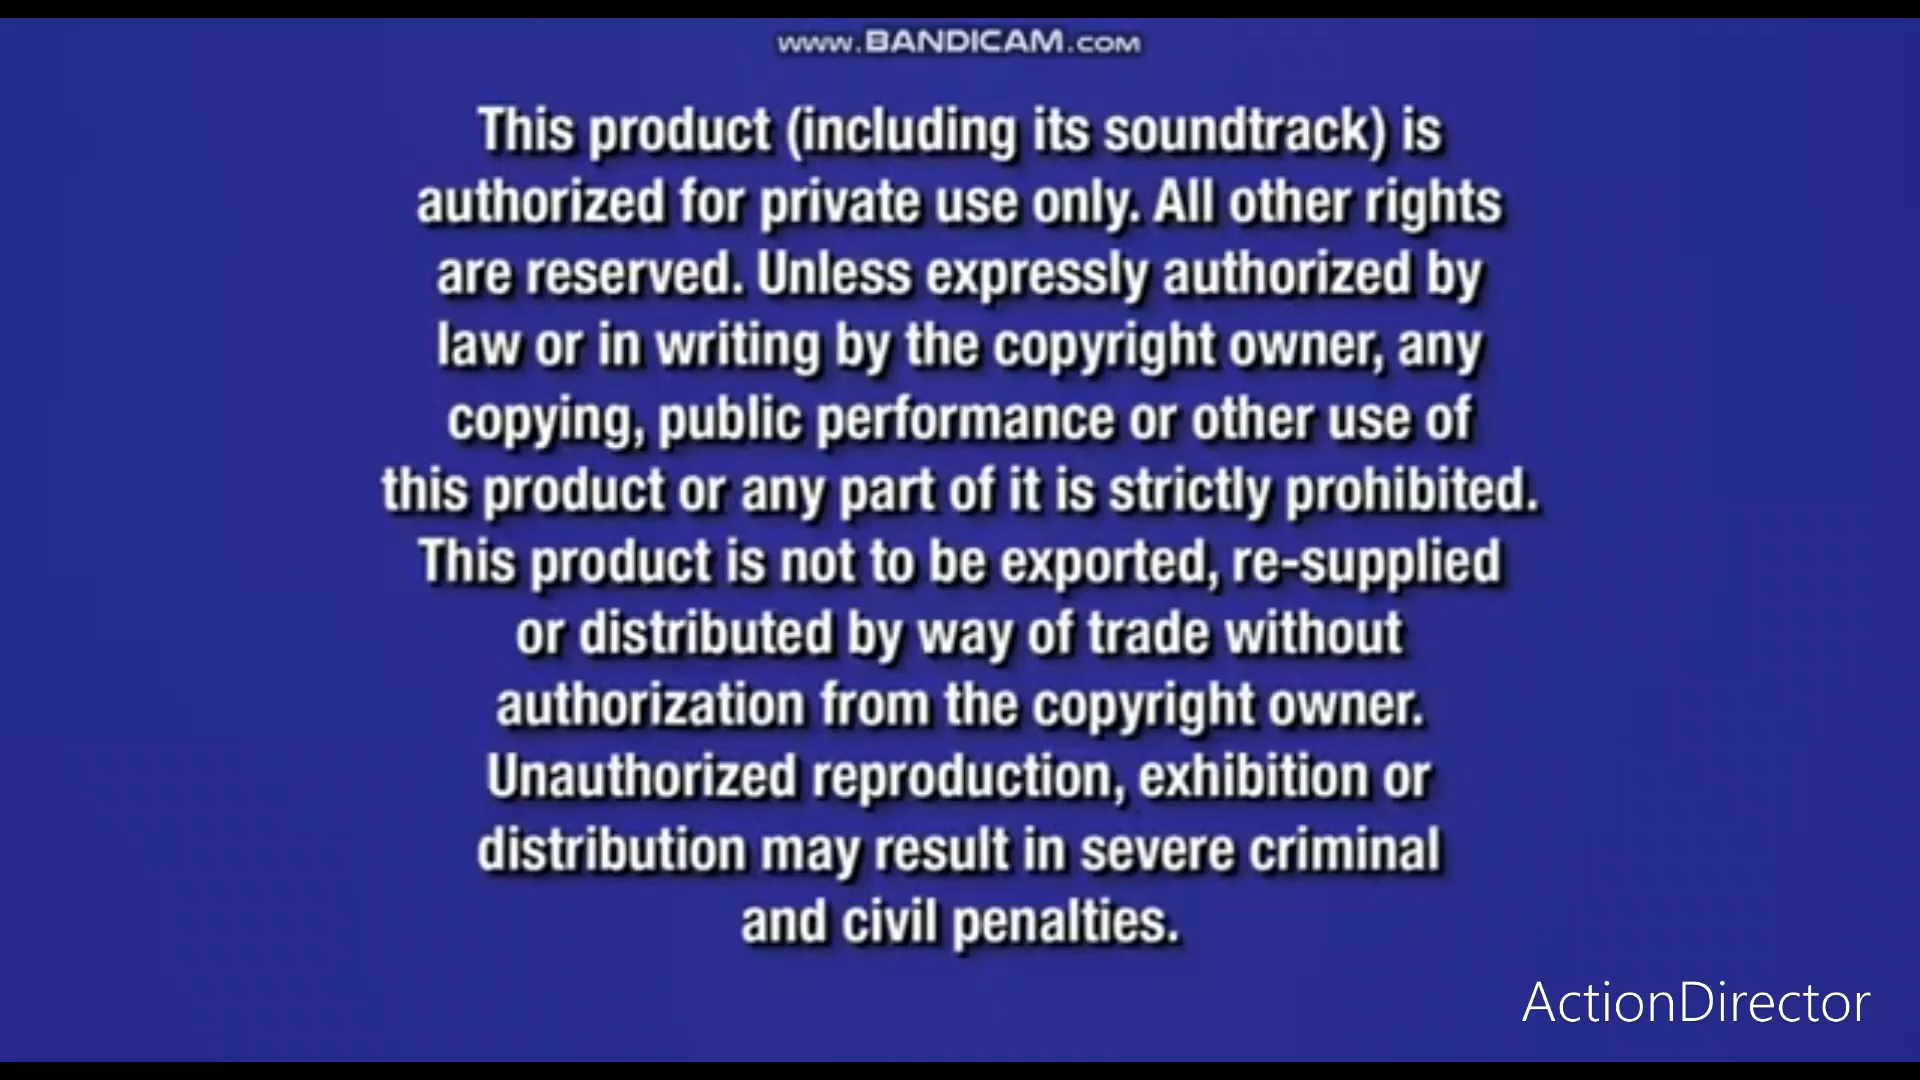 www.BANDICAM.COM
This product (including its soundtrack) is
authorized for private use only. All other rights
are reserved. Unless expressly authorized by
law or in writing by the copyright owner, any
copying, public performance or other use of
this product or any part of it is strictly prohibited.
This product is not to be exported, re-supplied
or distributed by way of trade without
authorization from the copyright owner.
Unauthorized reproduction, exhibition or
distribution may result in severe criminal
and civil penalties.
ActionDirector